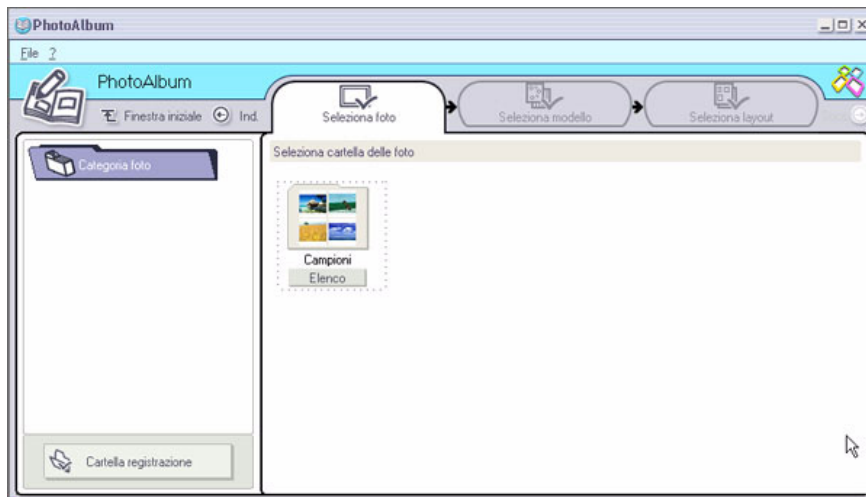 PhotoAlbum
File ?
PhotoAlbum
Finestra iniziale Ind.
Seleziona foto
Seleziona modello
Seleziona layout
Categoria foto
Seleziona cartella delle foto
Campioni
Elenco
Cartella registrazione